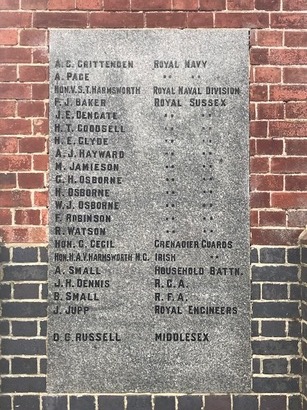 A. C. CRITTENDEN ROYAL NAVY
A. PAGE " "
HON. V. S. T. HARMSWORTH ROYAL NAVAL DIVISION
F. J. BAKER ROYAL SUSSEX
J. E. DENGATE " "
H. T. GOODSELL " "
H. E. GLYDE " "
A. J. HAYWARD " "
M. JAMIESON " "
G. H. OSBORNE " "
H. OSBORNE " "
W. J. OSBORNE " "
F. ROBINSON " "
R. WATSON " "
HON. G. CECIL GRENADIER GUARDS
HON. H. A. V. HARMSWORTH M.C. IRISH "
A. SMALL HOUSEHOLD BATTN.
J. H. DENNIS R. G. A.
B. SMALL R. F. A.
J. JUPP ROYAL ENGINEERS
D. G. RUSSELL MIDDLESEX